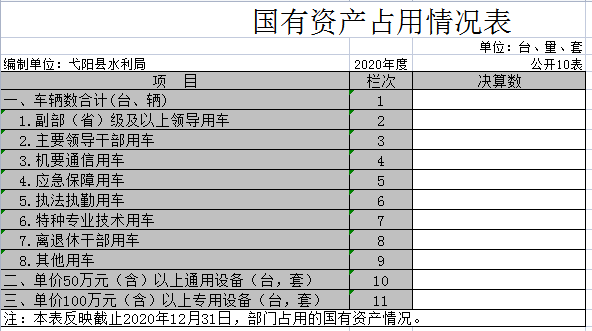 国有资产占用情况表
单位：台、量、套
编制单位：弋阳县水利局 2020年度 公开10表
项 目 栏次 决算数
一、车辆数合计(台、辆) 1
1.副部（省）级及以上领导用车 2
2.主要领导干部用车 3
3.机要通信用车 4
4.应急保障用车 5
5.执法执勤用车 6
6.特种专业技术用车 7
7.离退休干部用车 8
8.其他用车 9
二、单价50万元（含）以上通用设备（台，套） 10
三、单价100万元（含）以上专用设备（台，套） 11
注：本表反映截止2020年12月31日，部门占用的国有资产情况。